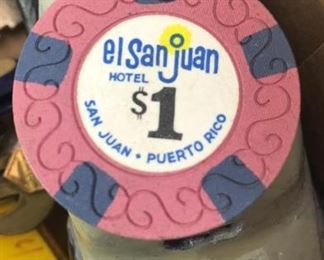 el San Juan
HOTEL
$1
SAN JUAN • PUERTO RICO